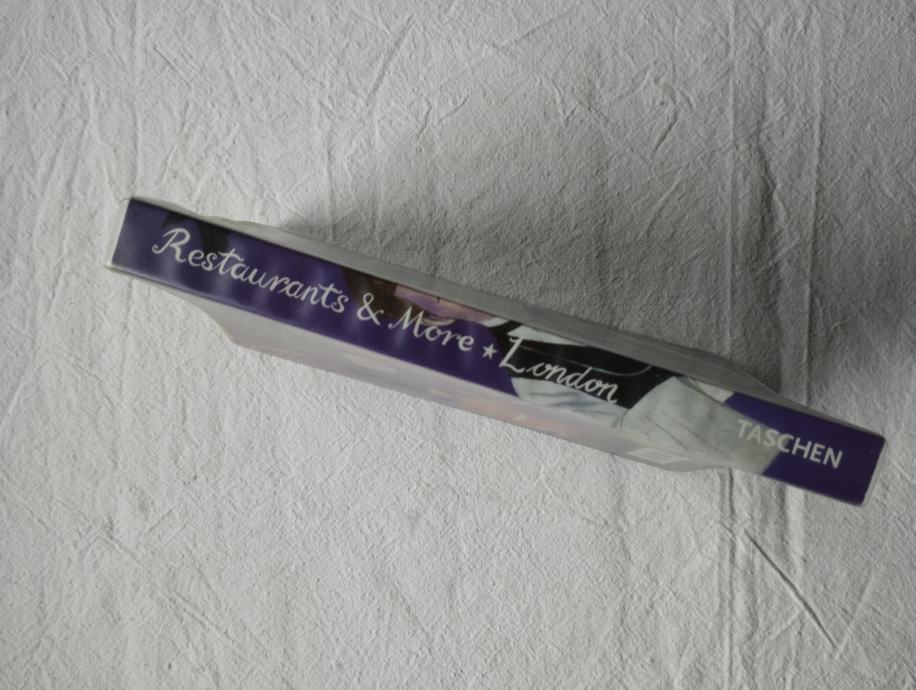 Restaurants & More ★ London
TASCHEN